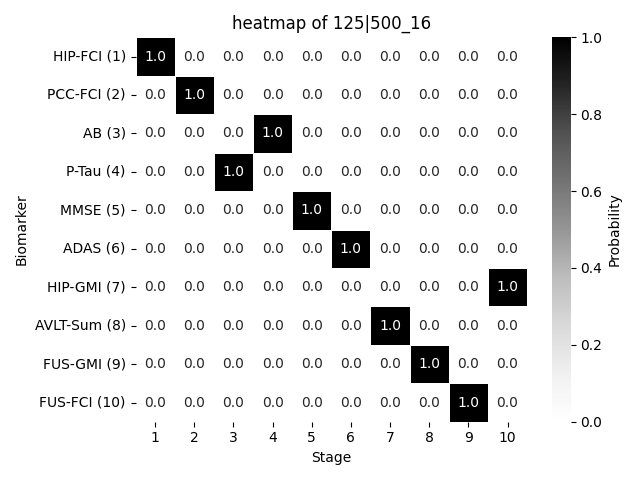 heatmap of 125|500_16
HIP-FCI (1) 1.0 0.0 0.0 0.0 0.0 0.0 0.0 0.0 0.0 0.0
PCC-FCI (2) 0.0 1.0 0.0 0.0 0.0 0.0 0.0 0.0 0.0 0.0
AB (3) 0.0 0.0 0.0 1.0 0.0 0.0 0.0 0.0 0.0 0.0
P-Tau (4) 0.0 0.0 1.0 0.0 0.0 0.0 0.0 0.0 0.0 0.0
MMSE (5) 0.0 0.0 0.0 0.0 1.0 0.0 0.0 0.0 0.0 0.0
ADAS (6) 0.0 0.0 0.0 0.0 0.0 1.0 0.0 0.0 0.0 0.0
HIP-GMI (7) 0.0 0.0 0.0 0.0 0.0 0.0 0.0 0.0 0.0 1.0
AVLT-Sum (8) 0.0 0.0 0.0 0.0 0.0 0.0 1.0 0.0 0.0 0.0
FUS-GMI (9) 0.0 0.0 0.0 0.0 0.0 0.0 0.0 1.0 0.0 0.0
FUS-FCI (10) 0.0 0.0 0.0 0.0 0.0 0.0 0.0 0.0 1.0 0.0
1 2 3 4 5 6 7 8 9 10
Stage
Biomarker
1.0
0.8
0.6
0.4
0.2
0.0
Probability